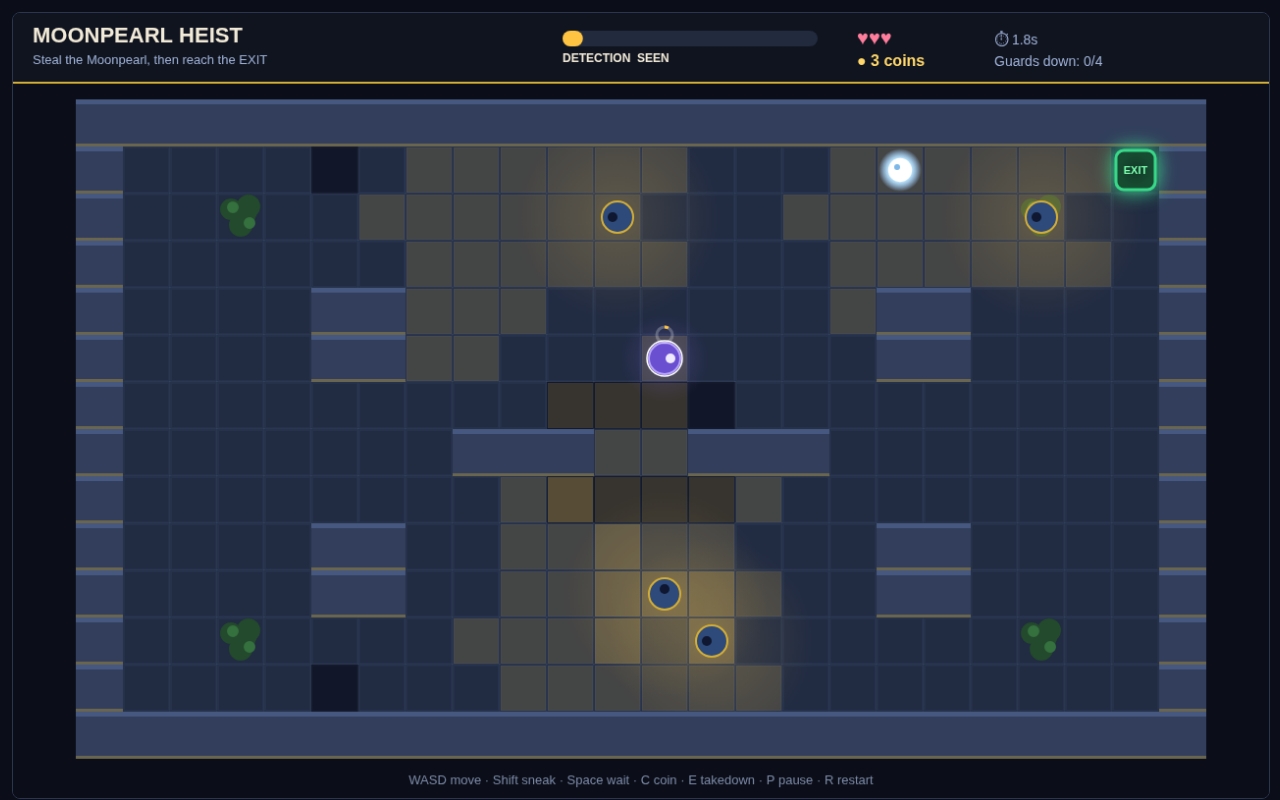 MOONPEARL HEIST
Steal the Moonpearl, then reach the EXIT
DETECTION SEEN
♥♥♥
● 3 coins
⏱1.8s
Guards down: 0/4
EXIT
WASD move · Shift sneak · Space wait · C coin · E takedown · P pause · R restart